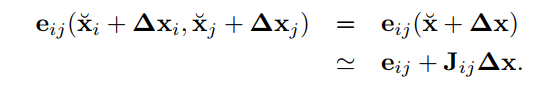 e_{ij}(x̆_i + Δx_i, x̆_j + Δx_j) = e_{ij}(x̆ + Δx)
≃ e_{ij} + J_{ij}Δx.